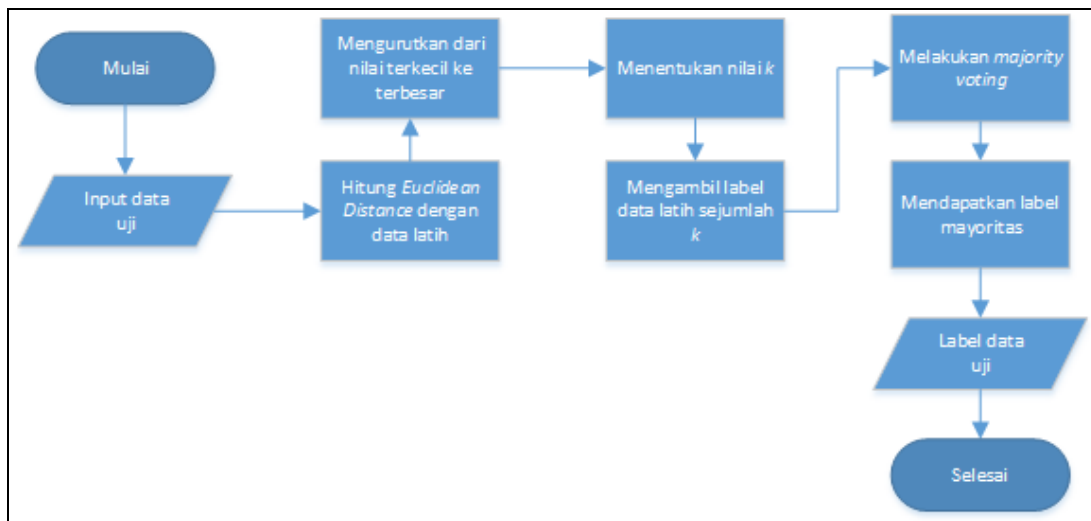 Mulai
Input data
uji
Hitung Euclidean
Distance dengan
data latih
Mengurutkan dari
nilai terkecil ke
terbesar
Menentukan nilai k
Mengambil label
data latih sejumlah
k
Melakukan majority
voting
Mendapatkan label
mayoritas
Label data
uji
Selesai